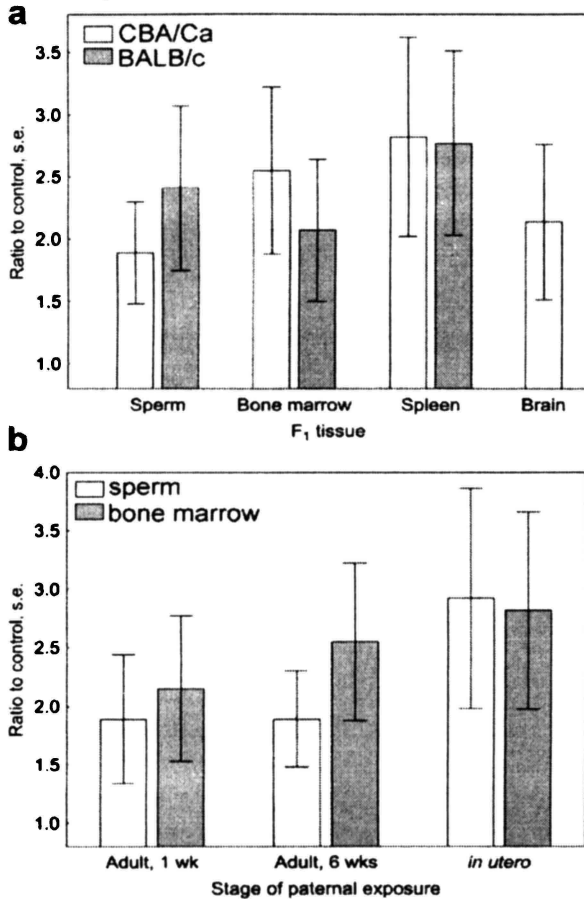 a
CBA/Ca
BALB/c
Ratio to control, s.e.
3.5
3.0
2.5
2.0
1.5
1.0
Sperm Bone marrow Spleen Brain
F₁ tissue
b
sperm
bone marrow
Ratio to control, s.e.
4.0
3.5
3.0
2.5
2.0
1.5
1.0
Adult, 1 wk Adult, 6 wks in utero
Stage of paternal exposure